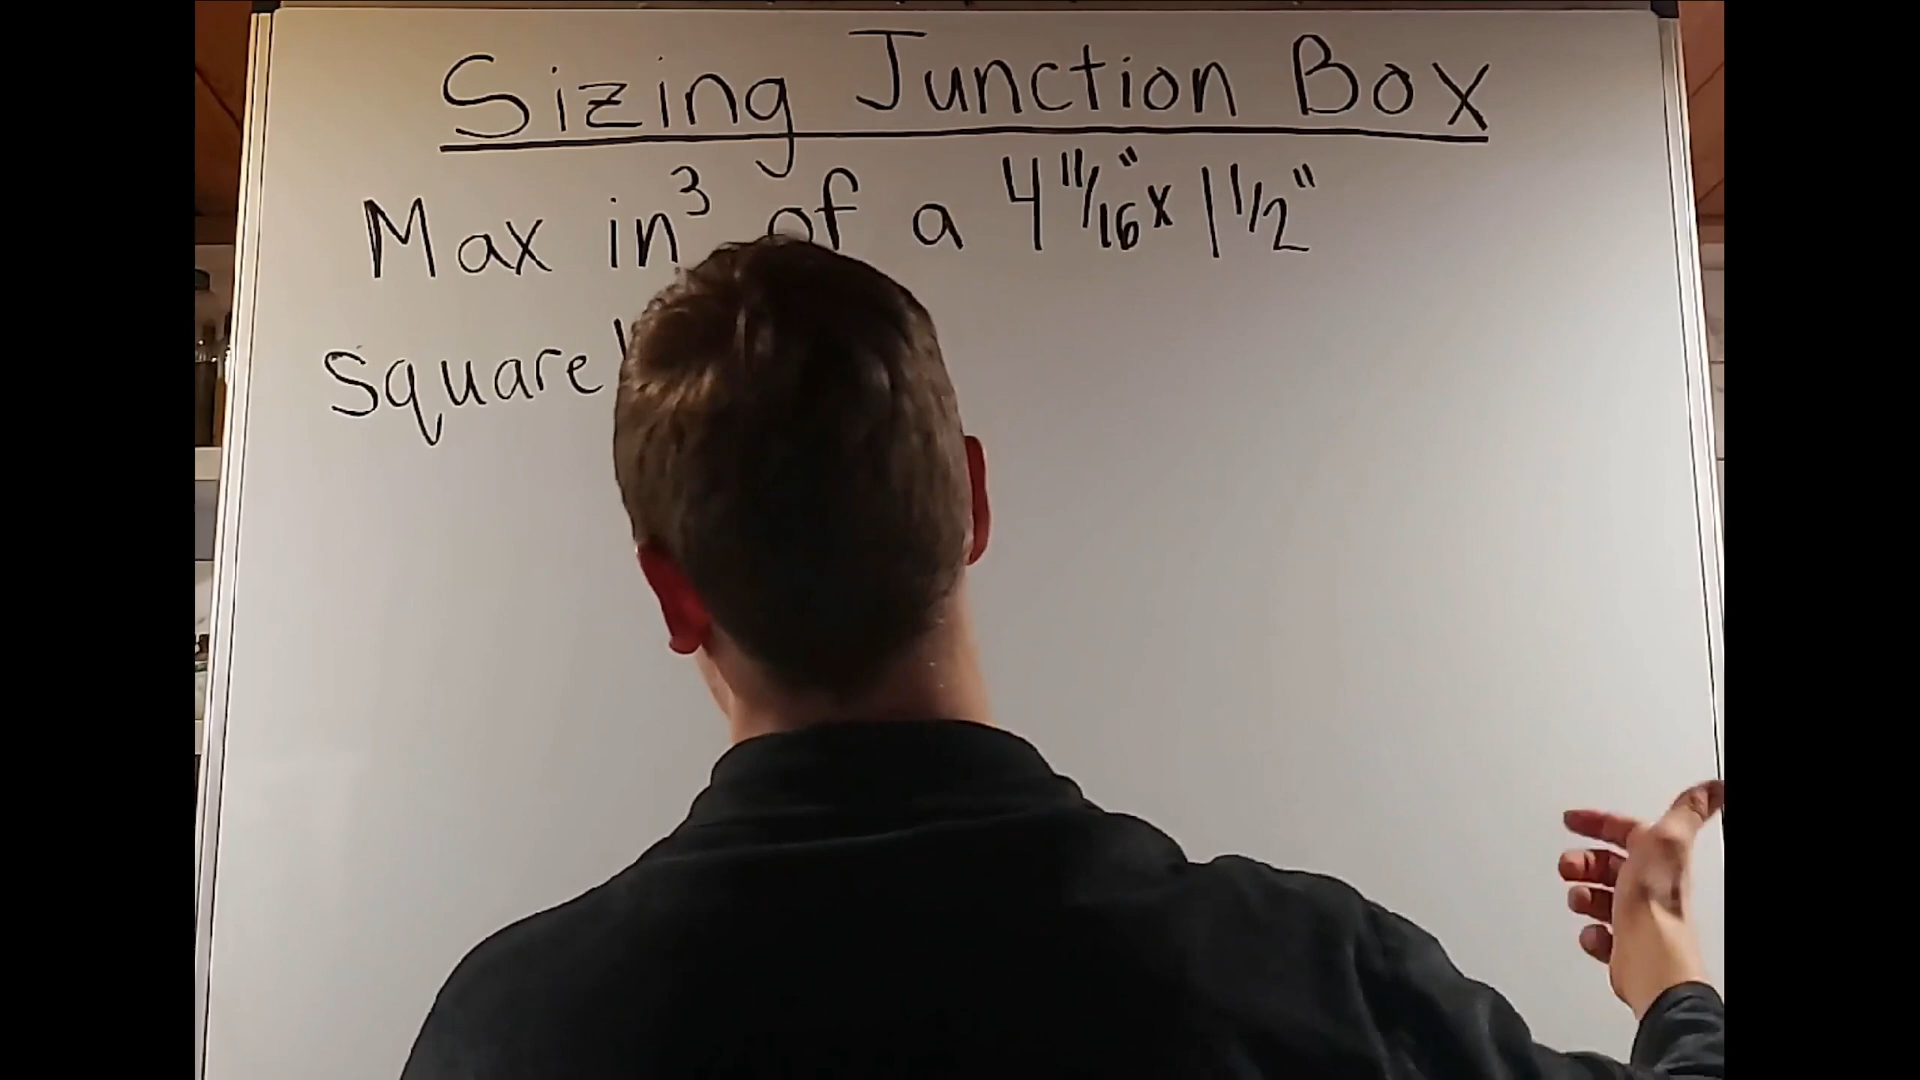 Sizing Junction Box
Max in³ of a 4 11/16" x 1 1/2"
Square